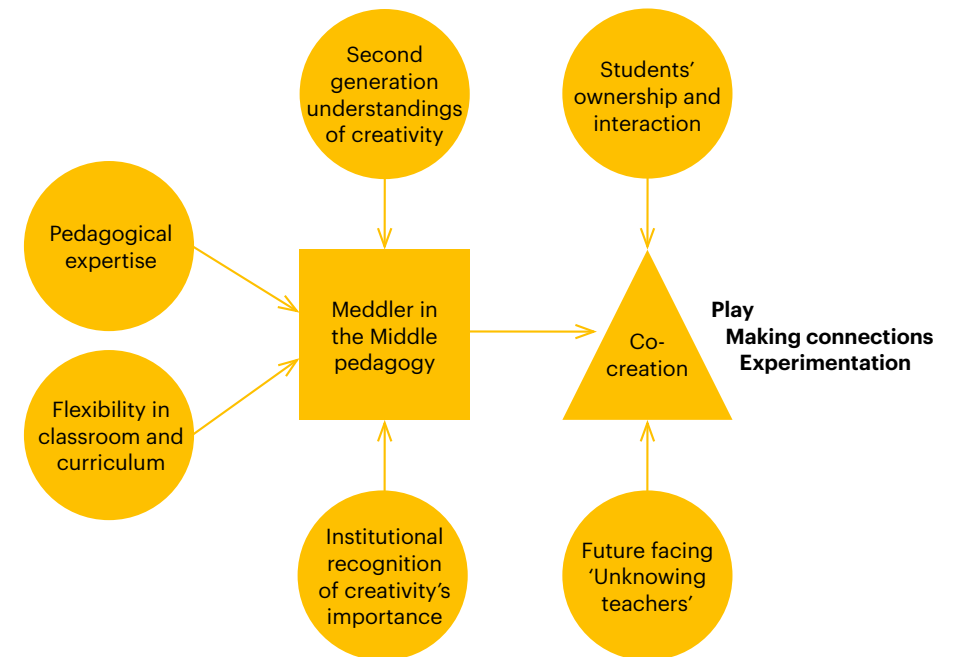 Second
generation
understandings
of creativity
Students’
ownership and
interaction
Pedagogical
expertise
Meddler in
the Middle
pedagogy
Co-
creation
Play
Making connections
Experimentation
Flexibility in
classroom and
curriculum
Institutional
recognition
of creativity’s
importance
Future facing
‘Unknowing
teachers’